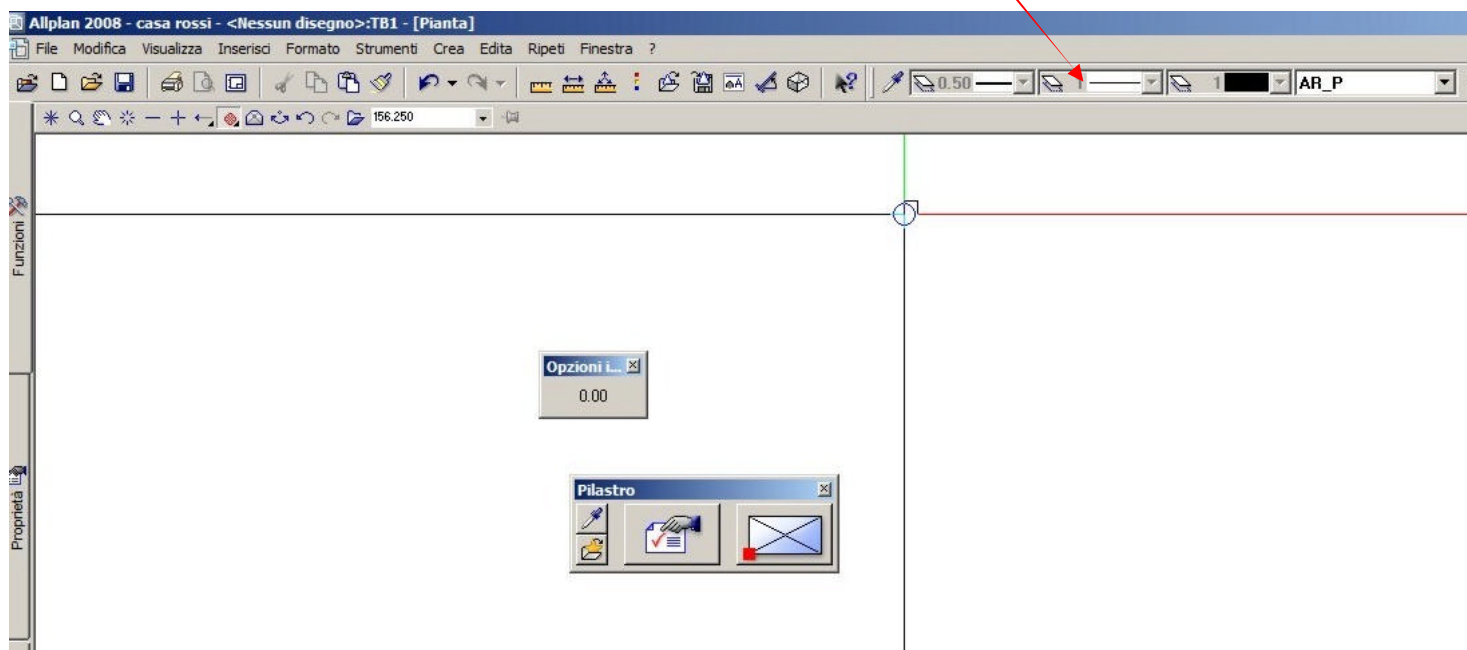 Allplan 2008 - casa rossi - <Nessun disegno>:TB1 - [Pianta]
File Modifica Visualizza Inserisci Formato Strumenti Crea Edita Ripeti Finestra ?
0.50 1 1 AR_P
156.250
Funzioni
Opzioni i...
0.00
Proprietà
Pilastro